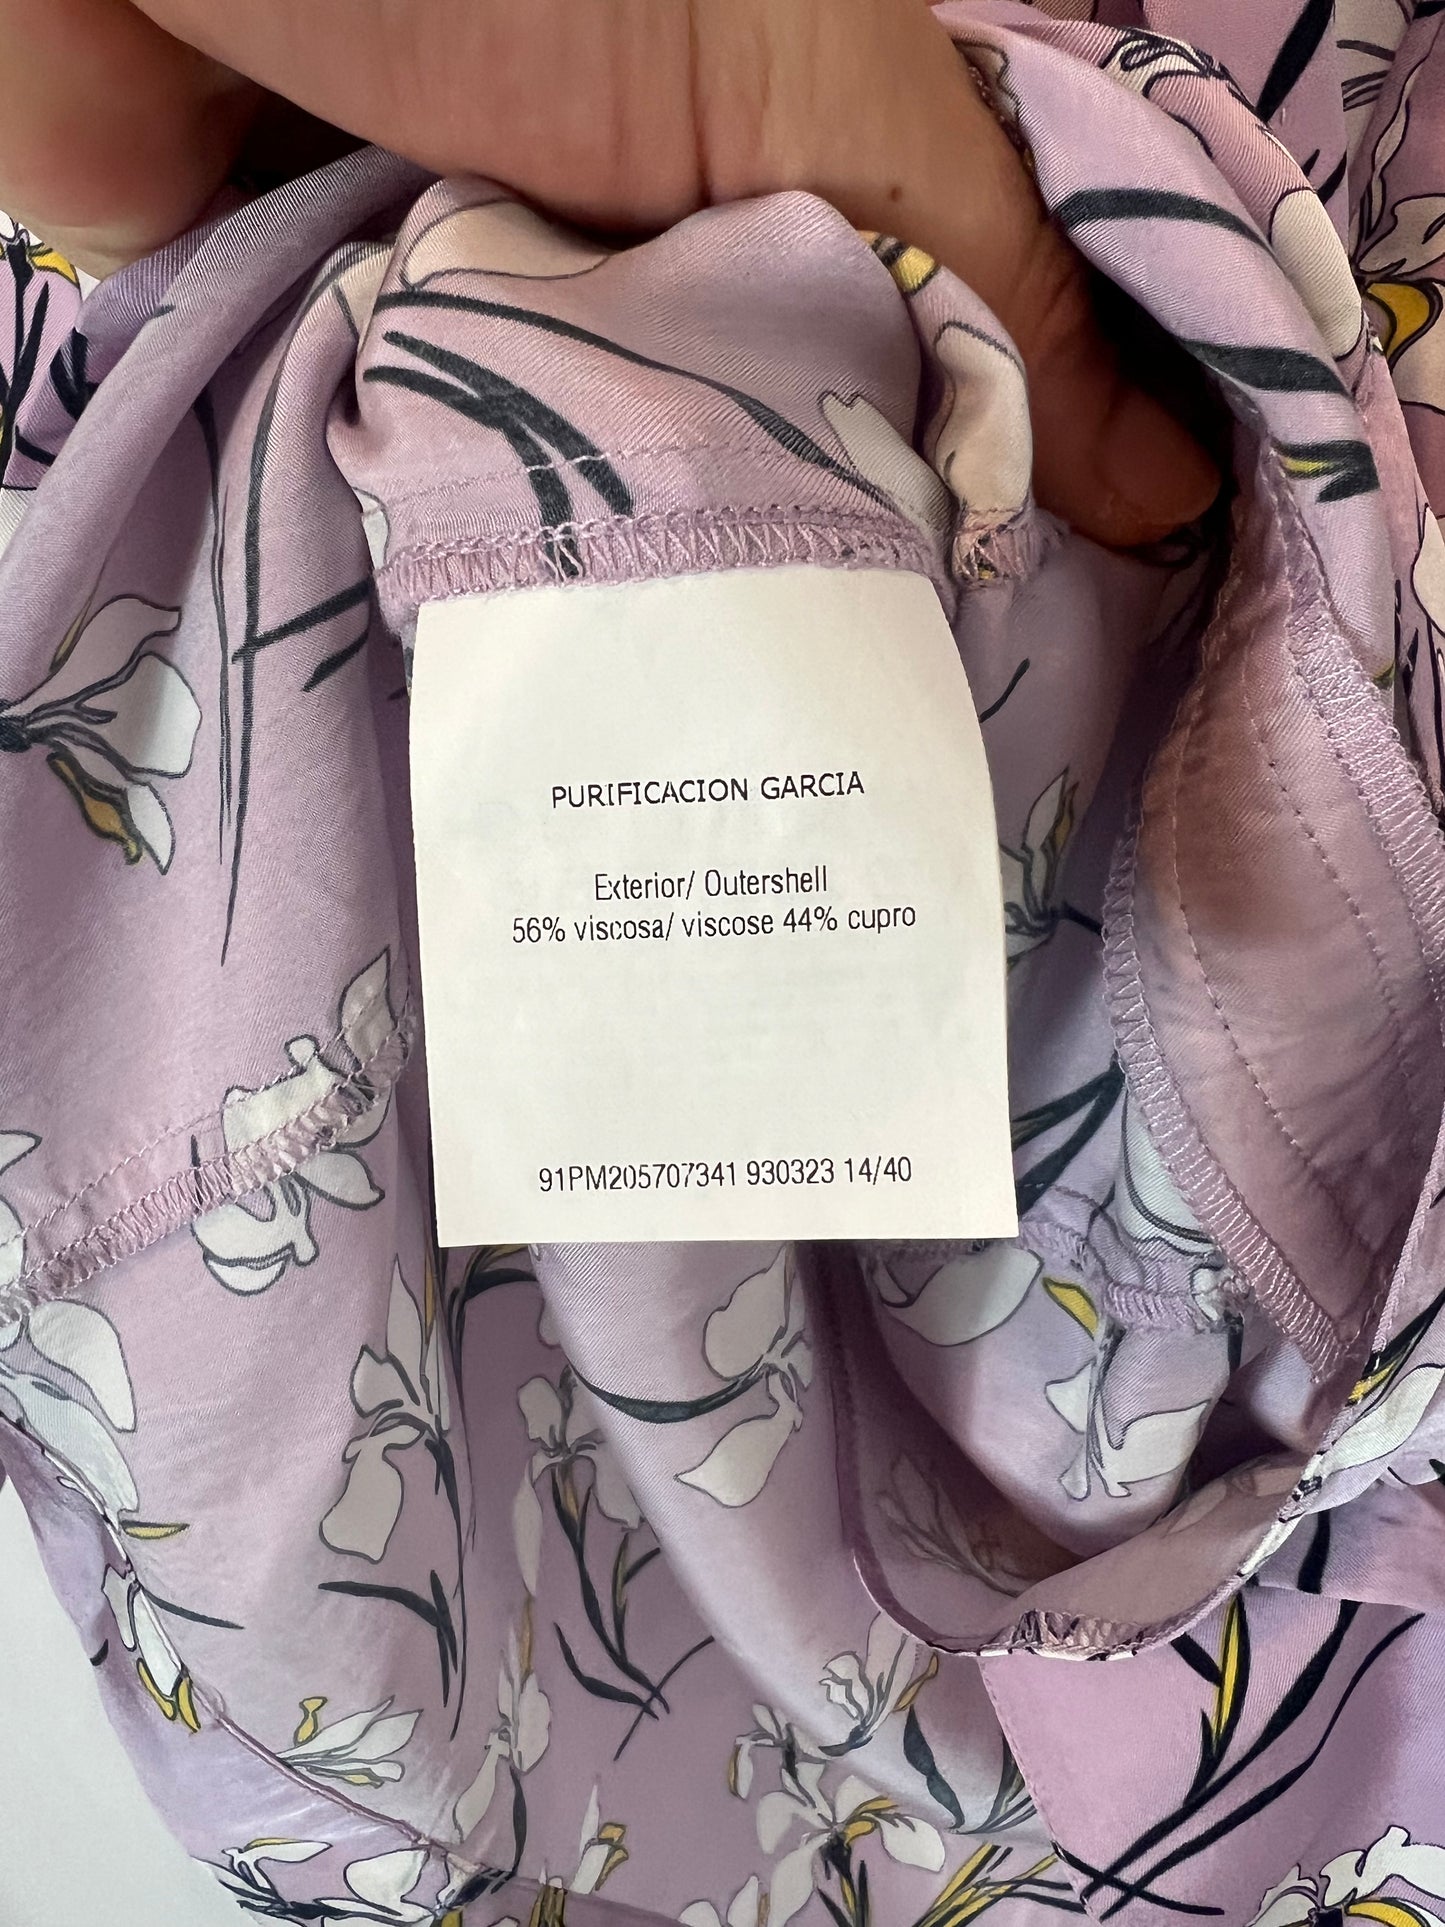 PURIFICACION GARCIA
Exterior/ Outershell
56% viscosa/ viscose 44% cupro
91PM205707341 930323 14/40